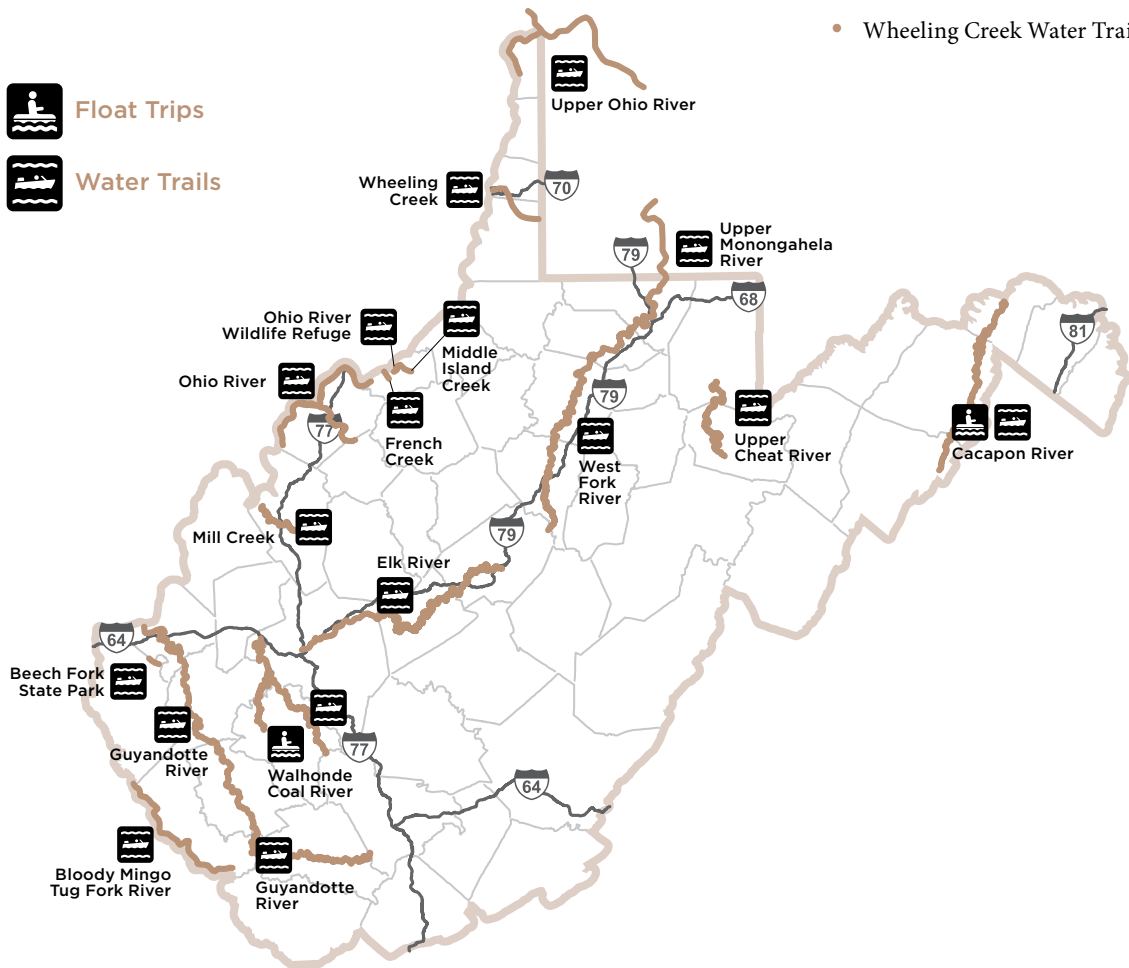 • Wheeling Creek Water Trai
Float Trips
Water Trails
Upper Ohio River
Wheeling
Creek
70
Upper
Monongahela
River
79
68
Ohio River
Wildlife Refuge
Middle
Island
Creek
81
Ohio River
79
77
French
Creek
Upper
Cheat River
Cacapon River
West
Fork
River
Mill Creek
79
Elk River
64
Beech Fork
State Park
Guyandotte
River
77
Walhonde
Coal River
64
Bloody Mingo
Tug Fork River
Guyandotte
River